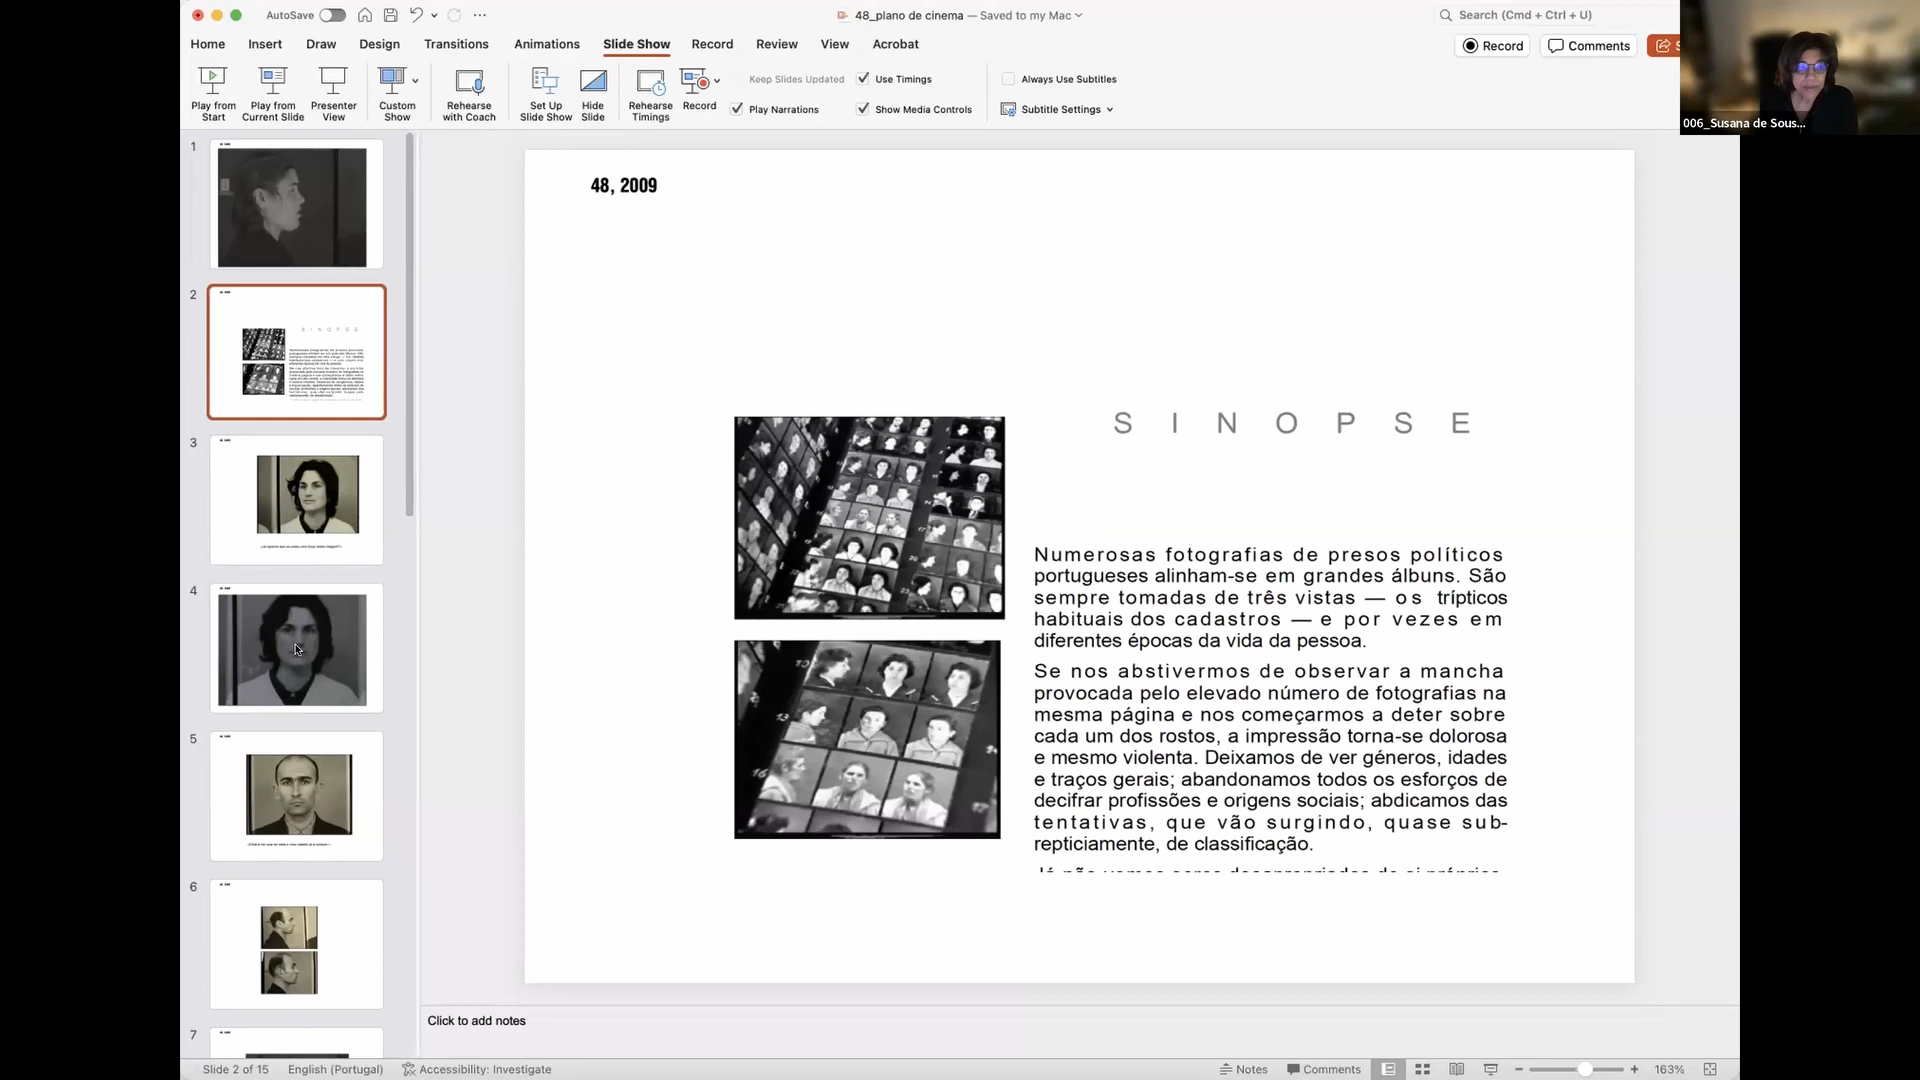 AutoSave
48_plano de cinema — Saved to my Mac
Search (Cmd + Ctrl + U)
Home Insert Draw Design Transitions Animations Slide Show Record Review View Acrobat
Record Comments
Play from Start
Play from Current Slide
Presenter View
Custom Show
Rehearse with Coach
Set Up Slide Show
Hide Slide
Rehearse Timings
Record
Keep Slides Updated
Use Timings
Play Narrations
Show Media Controls
Always Use Subtitles
Subtitle Settings
006_Susana de Sous...
1
2
3
4
5
6
7
48, 2009
SINOPSE
Numerosas fotografias de presos políticos
portugueses alinham-se em grandes álbuns. São
sempre tomadas de três vistas — os trípticos
habituais dos cadastros — e por vezes em
diferentes épocas da vida da pessoa.
Se nos abstivermos de observar a mancha
provocada pelo elevado número de fotografias na
mesma página e nos começarmos a deter sobre
cada um dos rostos, a impressão torna-se dolorosa
e mesmo violenta. Deixamos de ver géneros, idades
e traços gerais; abandonamos todos os esforços de
decifrar profissões e origens sociais; abdicamos das
tentativas, que vão surgindo, quase sub-
repticiamente, de classificação.
Click to add notes
Slide 2 of 15 English (Portugal) Accessibility: Investigate
Notes Comments 163%